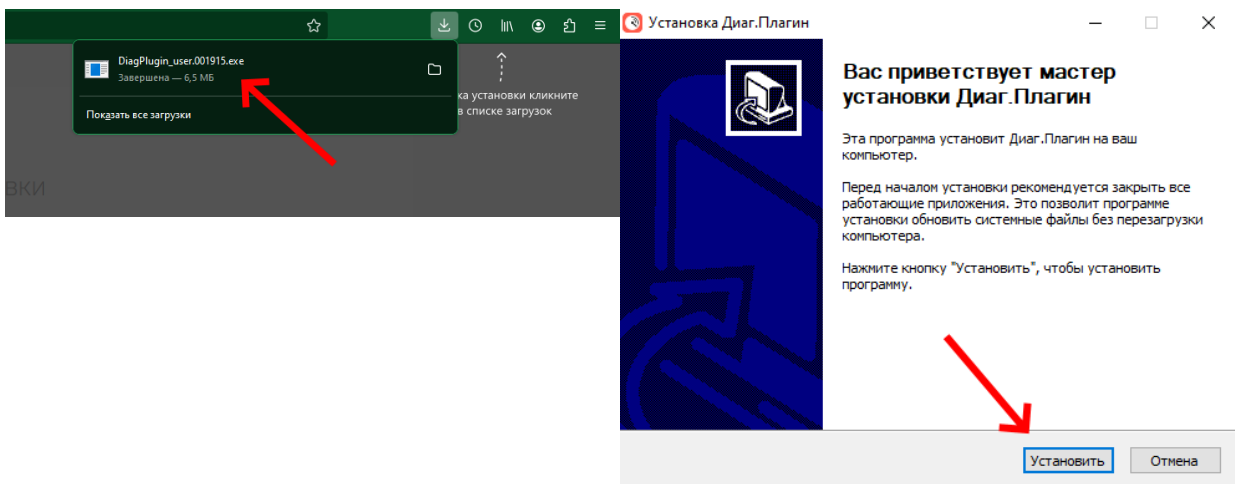 DiagPlugin_user.001915.exe
Завершена — 6,5 МБ
Показать все загрузки
ка установки кликните
в списке загрузок
вки
Установка Диаг.Плагин
Вас приветствует мастер
установки Диаг.Плагин
Эта программа установит Диаг.Плагин на ваш
компьютер.
Перед началом установки рекомендуется закрыть все
работающие приложения. Это позволит программе
установки обновить системные файлы без перезагрузки
компьютера.
Нажмите кнопку "Установить", чтобы установить
программу.
Установить
Отмена